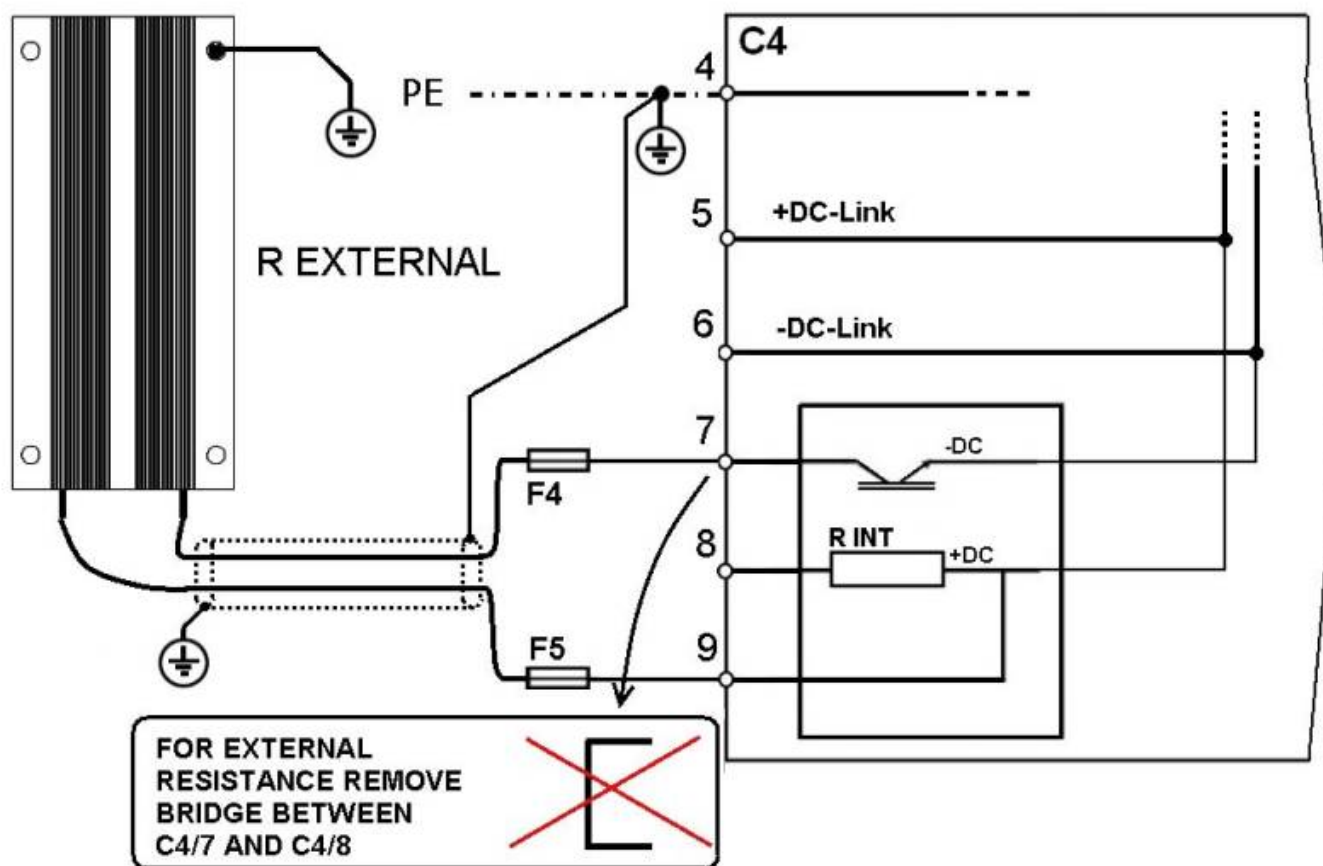 C4
4
PE
5
+DC-Link
R EXTERNAL
6
-DC-Link
7
-DC
F4
8
R INT
+DC
9
F5
FOR EXTERNAL
RESISTANCE REMOVE
BRIDGE BETWEEN
C4/7 AND C4/8